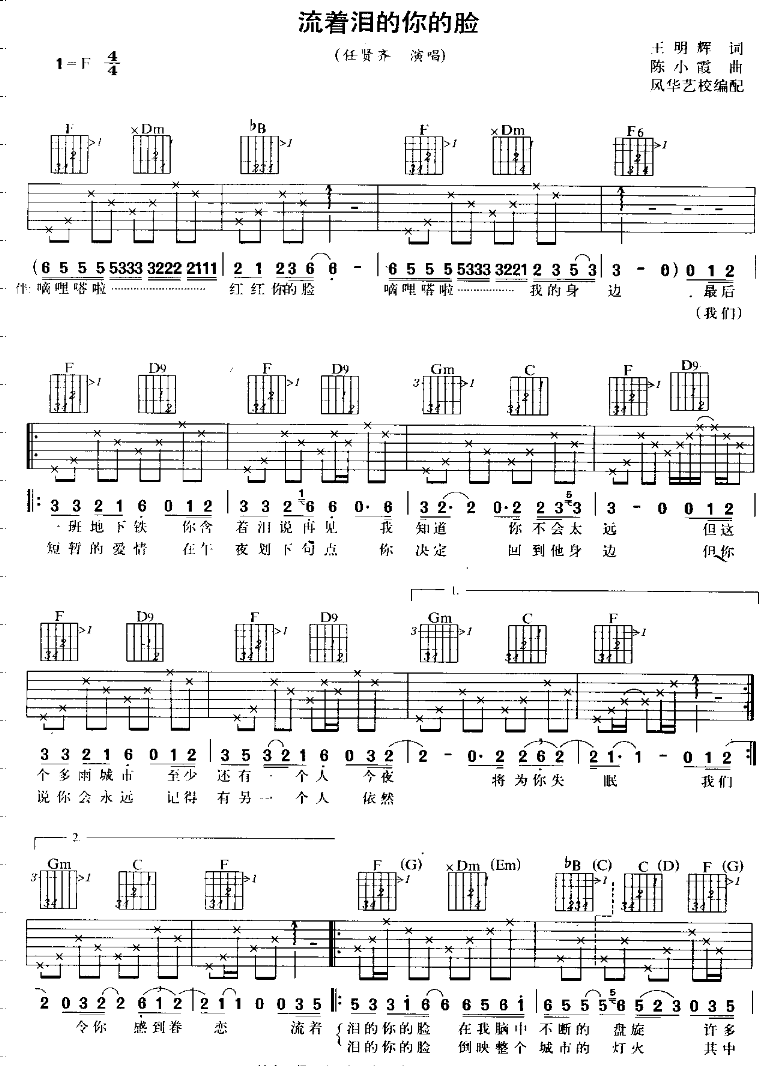 流着泪的你的脸
(任贤齐 演唱)
1=F 4/4
王明辉 词
陈小霞 曲
风华艺校编配
F ×Dm ♭B F ×Dm F6
(6 5 5 5 5333 3222 2111 | 2 1 23 6 6 - | 6 5 5 5 5333 3221 2 3 5 3 | 3 - 0) 0 1 2
伴嘀哩嗒啦………………… 红红你的脸 嘀哩嗒啦………………… 我的身 边 . 最后
(我们)
F D9 F D9 Gm C F D9
3 3 2 1 6 0 1 2 | 3 3 2 6 6 0· 6 | 3 2· 2 0· 2 2 3 3 | 3 - 0 0 1 2
一班地下铁 你含 着泪说再见 我 知道 你不会太 远 但这
短暂的爱情 在午 夜划下句点 你 决定 回到他身 边 但你
1.
F D9 F D9 Gm C F
3 3 2 1 6 0 1 2 | 3 5 3 2 1 6 0 3 2 | 2 - 0· 2 2 6 2 | 2 1· 1 - 0 1 2
个多雨城市 至少 还有一个人 今夜 将为你失 眠 我们
说你会永远 记得 有另一个人 依然
2.
Gm C F F (G) ×Dm (Em) ♭B (C) C (D) F (G)
2 0 3 2 2 6 1 2 | 2 1 1 0 0 3 5 | 5 3 3 1 6 6 6 5 6 1 | 6 5 5 5 5 6 5 2 3 0 3 5
令你 感到眷 恋 流着 泪的你的脸 在我脑中 不断的 盘旋 许多
泪的你的脸 倒映整个 城市的 灯火 其中